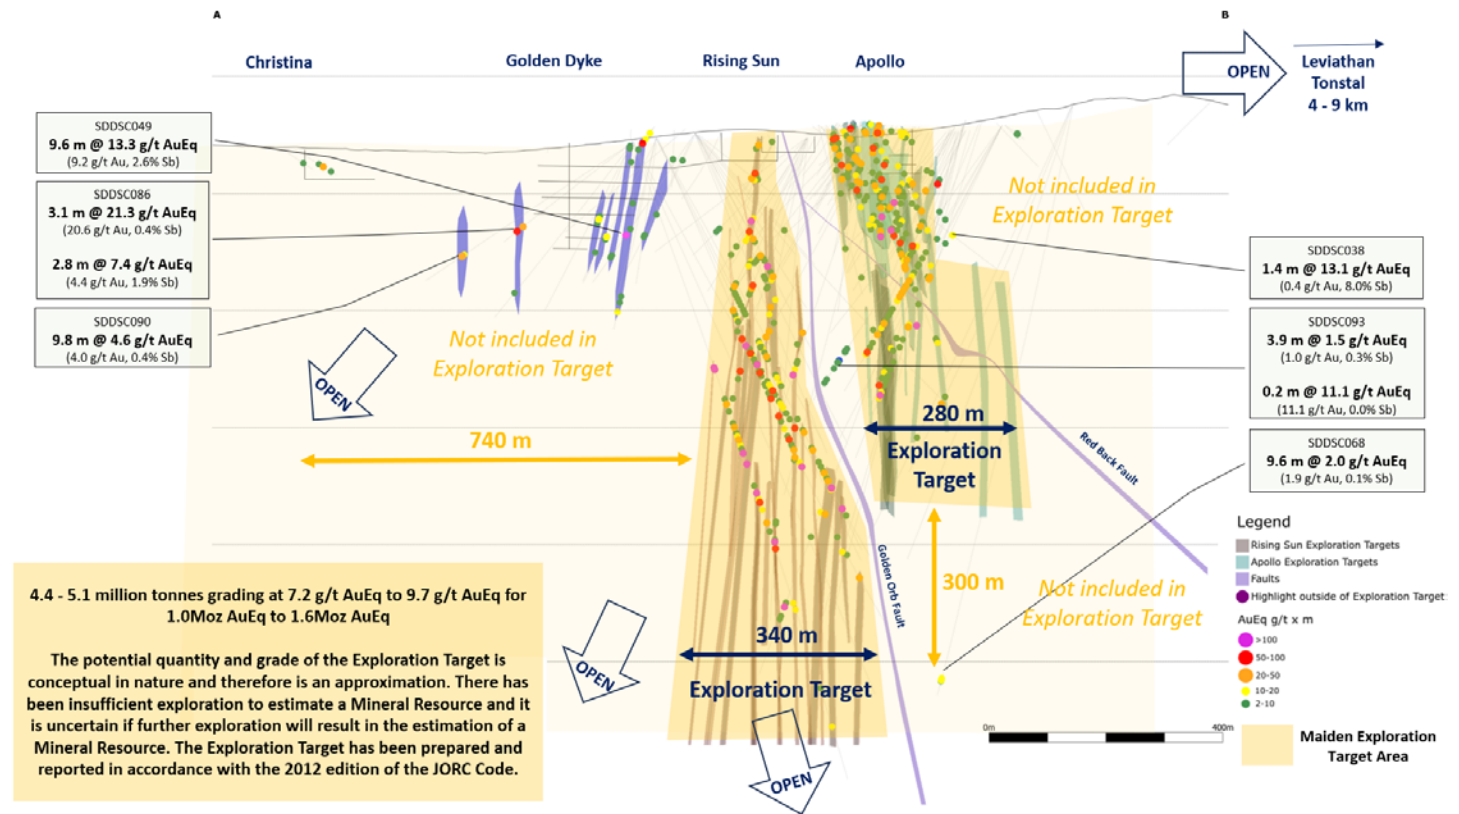 A
B
Christina
Golden Dyke
Rising Sun
Apollo
OPEN
Leviathan
Tonstal
4 - 9 km
SDDSC049
9.6 m @ 13.3 g/t AuEq
(9.2 g/t Au, 2.6% Sb)
SDDSC086
3.1 m @ 21.3 g/t AuEq
(20.6 g/t Au, 0.4% Sb)
2.8 m @ 7.4 g/t AuEq
(4.4 g/t Au, 1.9% Sb)
SDDSC090
9.8 m @ 4.6 g/t AuEq
(4.0 g/t Au, 0.4% Sb)
Not included in
Exploration Target
OPEN
740 m
Not included in
Exploration Target
SDDSC038
1.4 m @ 13.1 g/t AuEq
(0.4 g/t Au, 8.0% Sb)
SDDSC093
3.9 m @ 1.5 g/t AuEq
(1.0 g/t Au, 0.3% Sb)
0.2 m @ 11.1 g/t AuEq
(11.1 g/t Au, 0.0% Sb)
SDDSC068
9.6 m @ 2.0 g/t AuEq
(1.9 g/t Au, 0.1% Sb)
280 m
Exploration
Target
Red Back Fault
Golden Orb Fault
300 m
Not included in
Exploration Target
340 m
Exploration Target
OPEN
OPEN
4.4 - 5.1 million tonnes grading at 7.2 g/t AuEq to 9.7 g/t AuEq for
1.0Moz AuEq to 1.6Moz AuEq
The potential quantity and grade of the Exploration Target is
conceptual in nature and therefore is an approximation. There has
been insufficient exploration to estimate a Mineral Resource and it
is uncertain if further exploration will result in the estimation of a
Mineral Resource. The Exploration Target has been prepared and
reported in accordance with the 2012 edition of the JORC Code.
Legend
Rising Sun Exploration Targets
Apollo Exploration Targets
Faults
Highlight outside of Exploration Target
AuEq g/t x m
>100
50-100
20-50
10-20
2-10
0m
400m
Maiden Exploration
Target Area